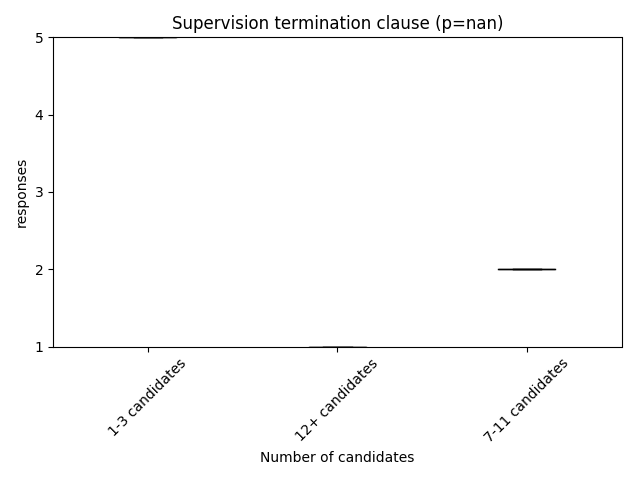 Supervision termination clause (p=nan)
5
4
3
2
1
responses
1-3 candidates
12+ candidates
7-11 candidates
Number of candidates